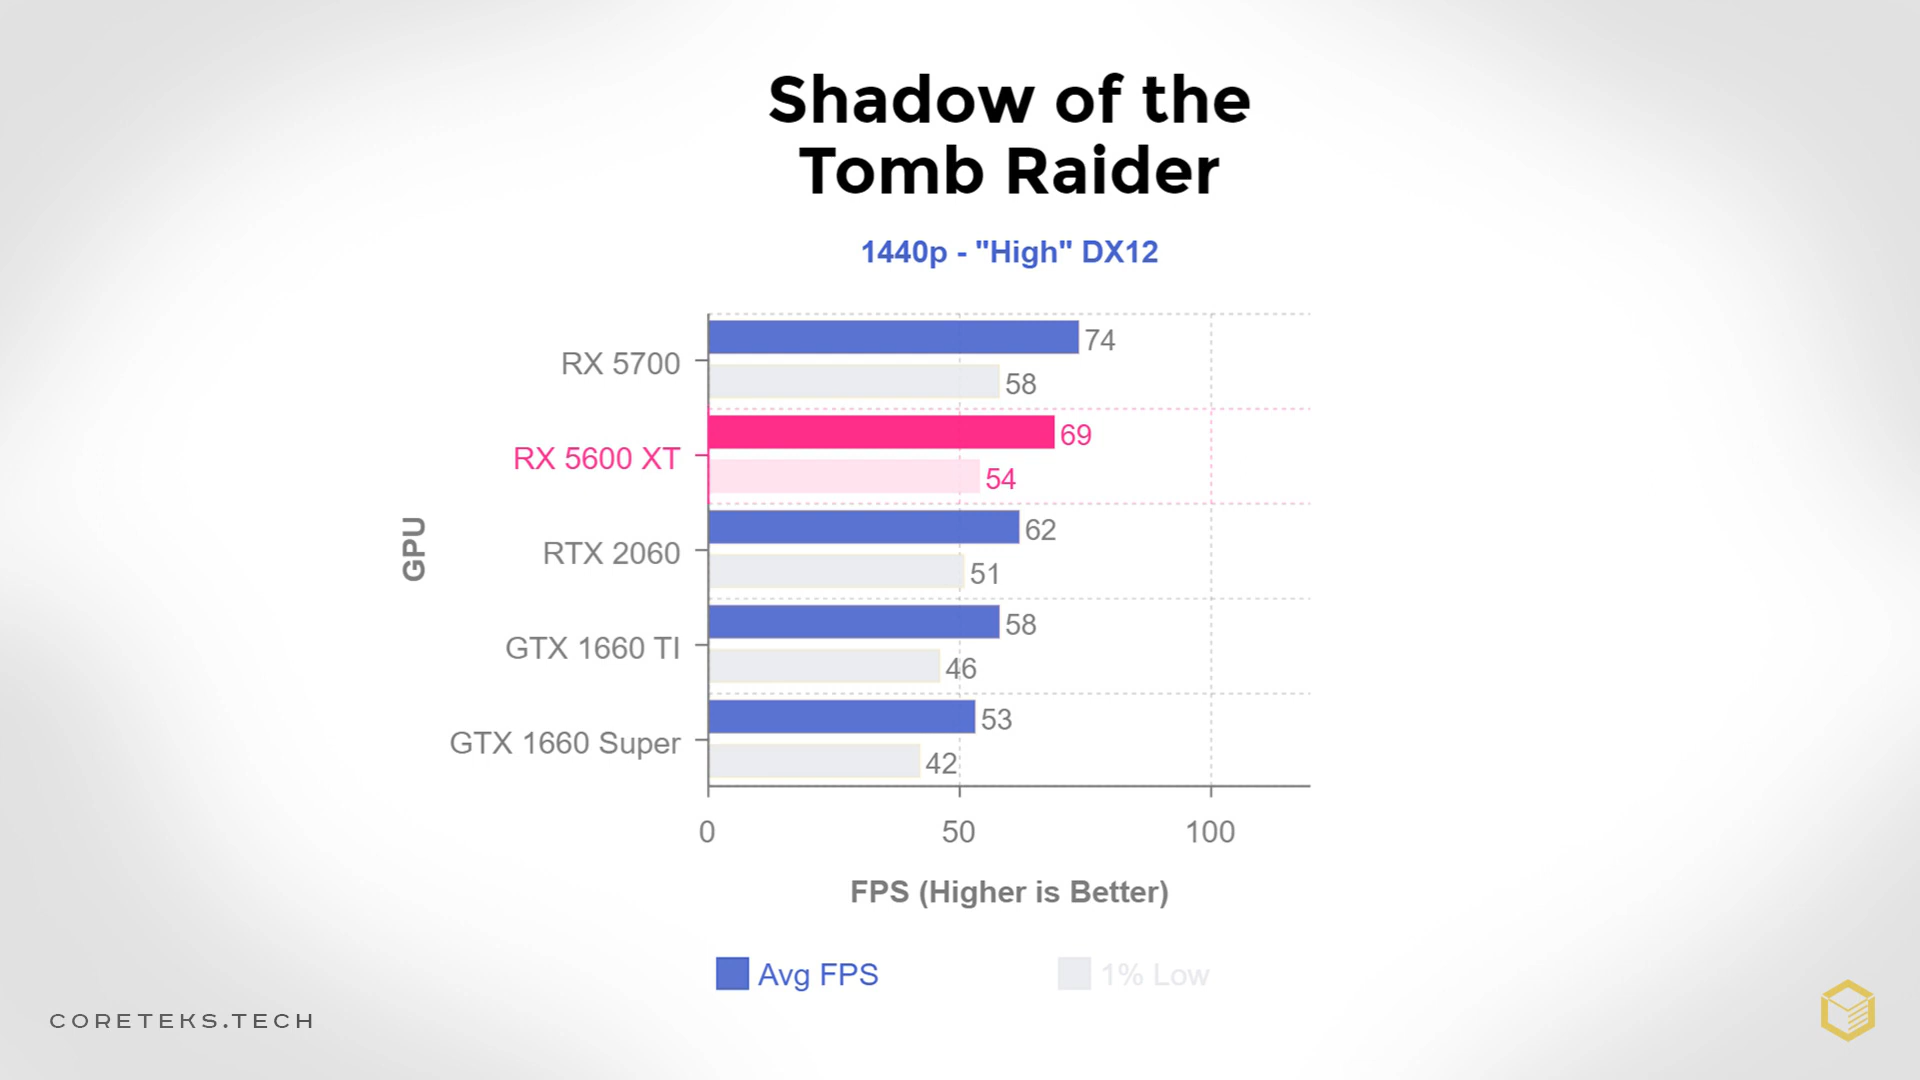 Shadow of the
Tomb Raider
1440p - "High" DX12
GPU
RX 5700
74
58
RX 5600 XT
69
54
RTX 2060
62
51
GTX 1660 TI
58
46
GTX 1660 Super
53
42
0 50 100
FPS (Higher is Better)
Avg FPS 1% Low
CORETEKS.TECH